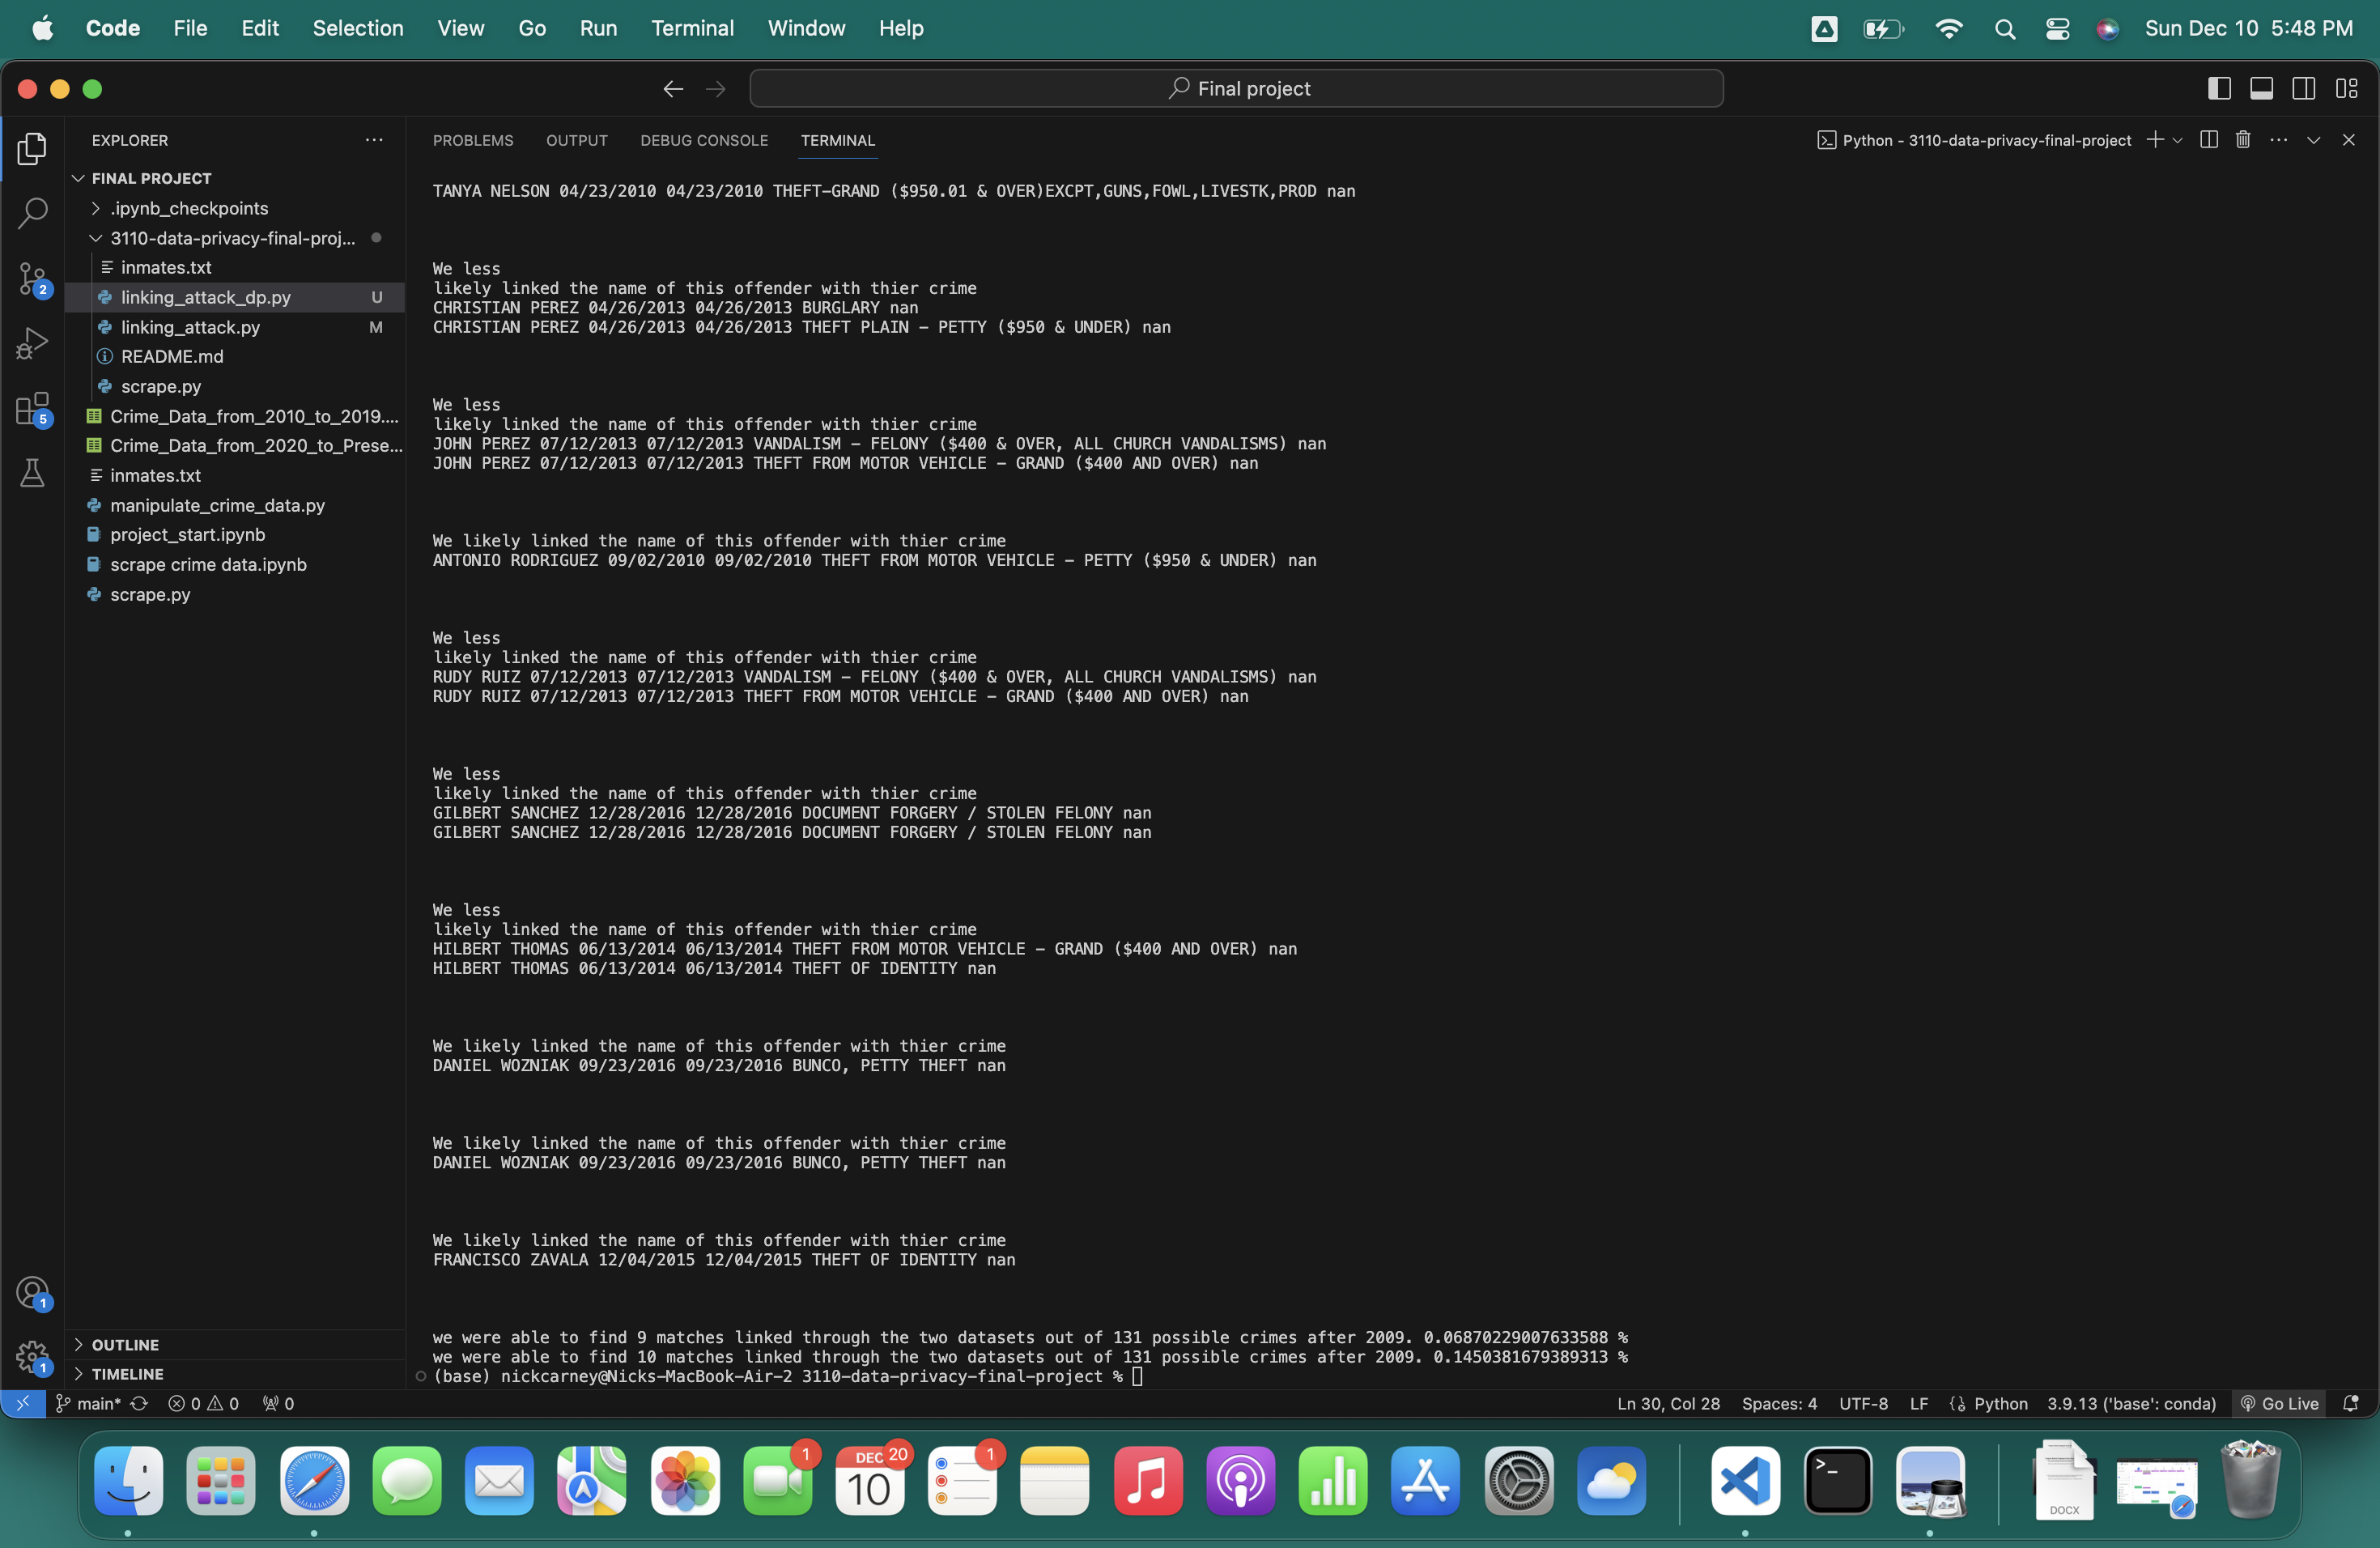 Code File Edit Selection View Go Run Terminal Window Help Sun Dec 10 5:48 PM
Final project
EXPLORER
FINAL PROJECT
.ipynb_checkpoints
3110-data-privacy-final-proj...
inmates.txt
linking_attack_dp.py U
linking_attack.py M
README.md
scrape.py
Crime_Data_from_2010_to_2019....
Crime_Data_from_2020_to_Prese...
inmates.txt
manipulate_crime_data.py
project_start.ipynb
scrape crime data.ipynb
scrape.py
OUTLINE
TIMELINE
2
5
1
1
PROBLEMS OUTPUT DEBUG CONSOLE TERMINAL Python - 3110-data-privacy-final-project
TANYA NELSON 04/23/2010 04/23/2010 THEFT-GRAND ($950.01 & OVER)EXCPT,GUNS,FOWL,LIVESTK,PROD nan
We less
likely linked the name of this offender with thier crime
CHRISTIAN PEREZ 04/26/2013 04/26/2013 BURGLARY nan
CHRISTIAN PEREZ 04/26/2013 04/26/2013 THEFT PLAIN - PETTY ($950 & UNDER) nan
We less
likely linked the name of this offender with thier crime
JOHN PEREZ 07/12/2013 07/12/2013 VANDALISM - FELONY ($400 & OVER, ALL CHURCH VANDALISMS) nan
JOHN PEREZ 07/12/2013 07/12/2013 THEFT FROM MOTOR VEHICLE - GRAND ($400 AND OVER) nan
We likely linked the name of this offender with thier crime
ANTONIO RODRIGUEZ 09/02/2010 09/02/2010 THEFT FROM MOTOR VEHICLE - PETTY ($950 & UNDER) nan
We less
likely linked the name of this offender with thier crime
RUDY RUIZ 07/12/2013 07/12/2013 VANDALISM - FELONY ($400 & OVER, ALL CHURCH VANDALISMS) nan
RUDY RUIZ 07/12/2013 07/12/2013 THEFT FROM MOTOR VEHICLE - GRAND ($400 AND OVER) nan
We less
likely linked the name of this offender with thier crime
GILBERT SANCHEZ 12/28/2016 12/28/2016 DOCUMENT FORGERY / STOLEN FELONY nan
GILBERT SANCHEZ 12/28/2016 12/28/2016 DOCUMENT FORGERY / STOLEN FELONY nan
We less
likely linked the name of this offender with thier crime
HILBERT THOMAS 06/13/2014 06/13/2014 THEFT FROM MOTOR VEHICLE - GRAND ($400 AND OVER) nan
HILBERT THOMAS 06/13/2014 06/13/2014 THEFT OF IDENTITY nan
We likely linked the name of this offender with thier crime
DANIEL WOZNIAK 09/23/2016 09/23/2016 BUNCO, PETTY THEFT nan
We likely linked the name of this offender with thier crime
DANIEL WOZNIAK 09/23/2016 09/23/2016 BUNCO, PETTY THEFT nan
We likely linked the name of this offender with thier crime
FRANCISCO ZAVALA 12/04/2015 12/04/2015 THEFT OF IDENTITY nan
we were able to find 9 matches linked through the two datasets out of 131 possible crimes after 2009. 0.06870229007633588 %
we were able to find 10 matches linked through the two datasets out of 131 possible crimes after 2009. 0.1450381679389313 %
(base) nickcarney@Nicks-MacBook-Air-2 3110-data-privacy-final-project %
main* 0 0 0 Ln 30, Col 28 Spaces: 4 UTF-8 LF Python 3.9.13 ('base': conda) Go Live
1
DEC 20
10
1
DOCX